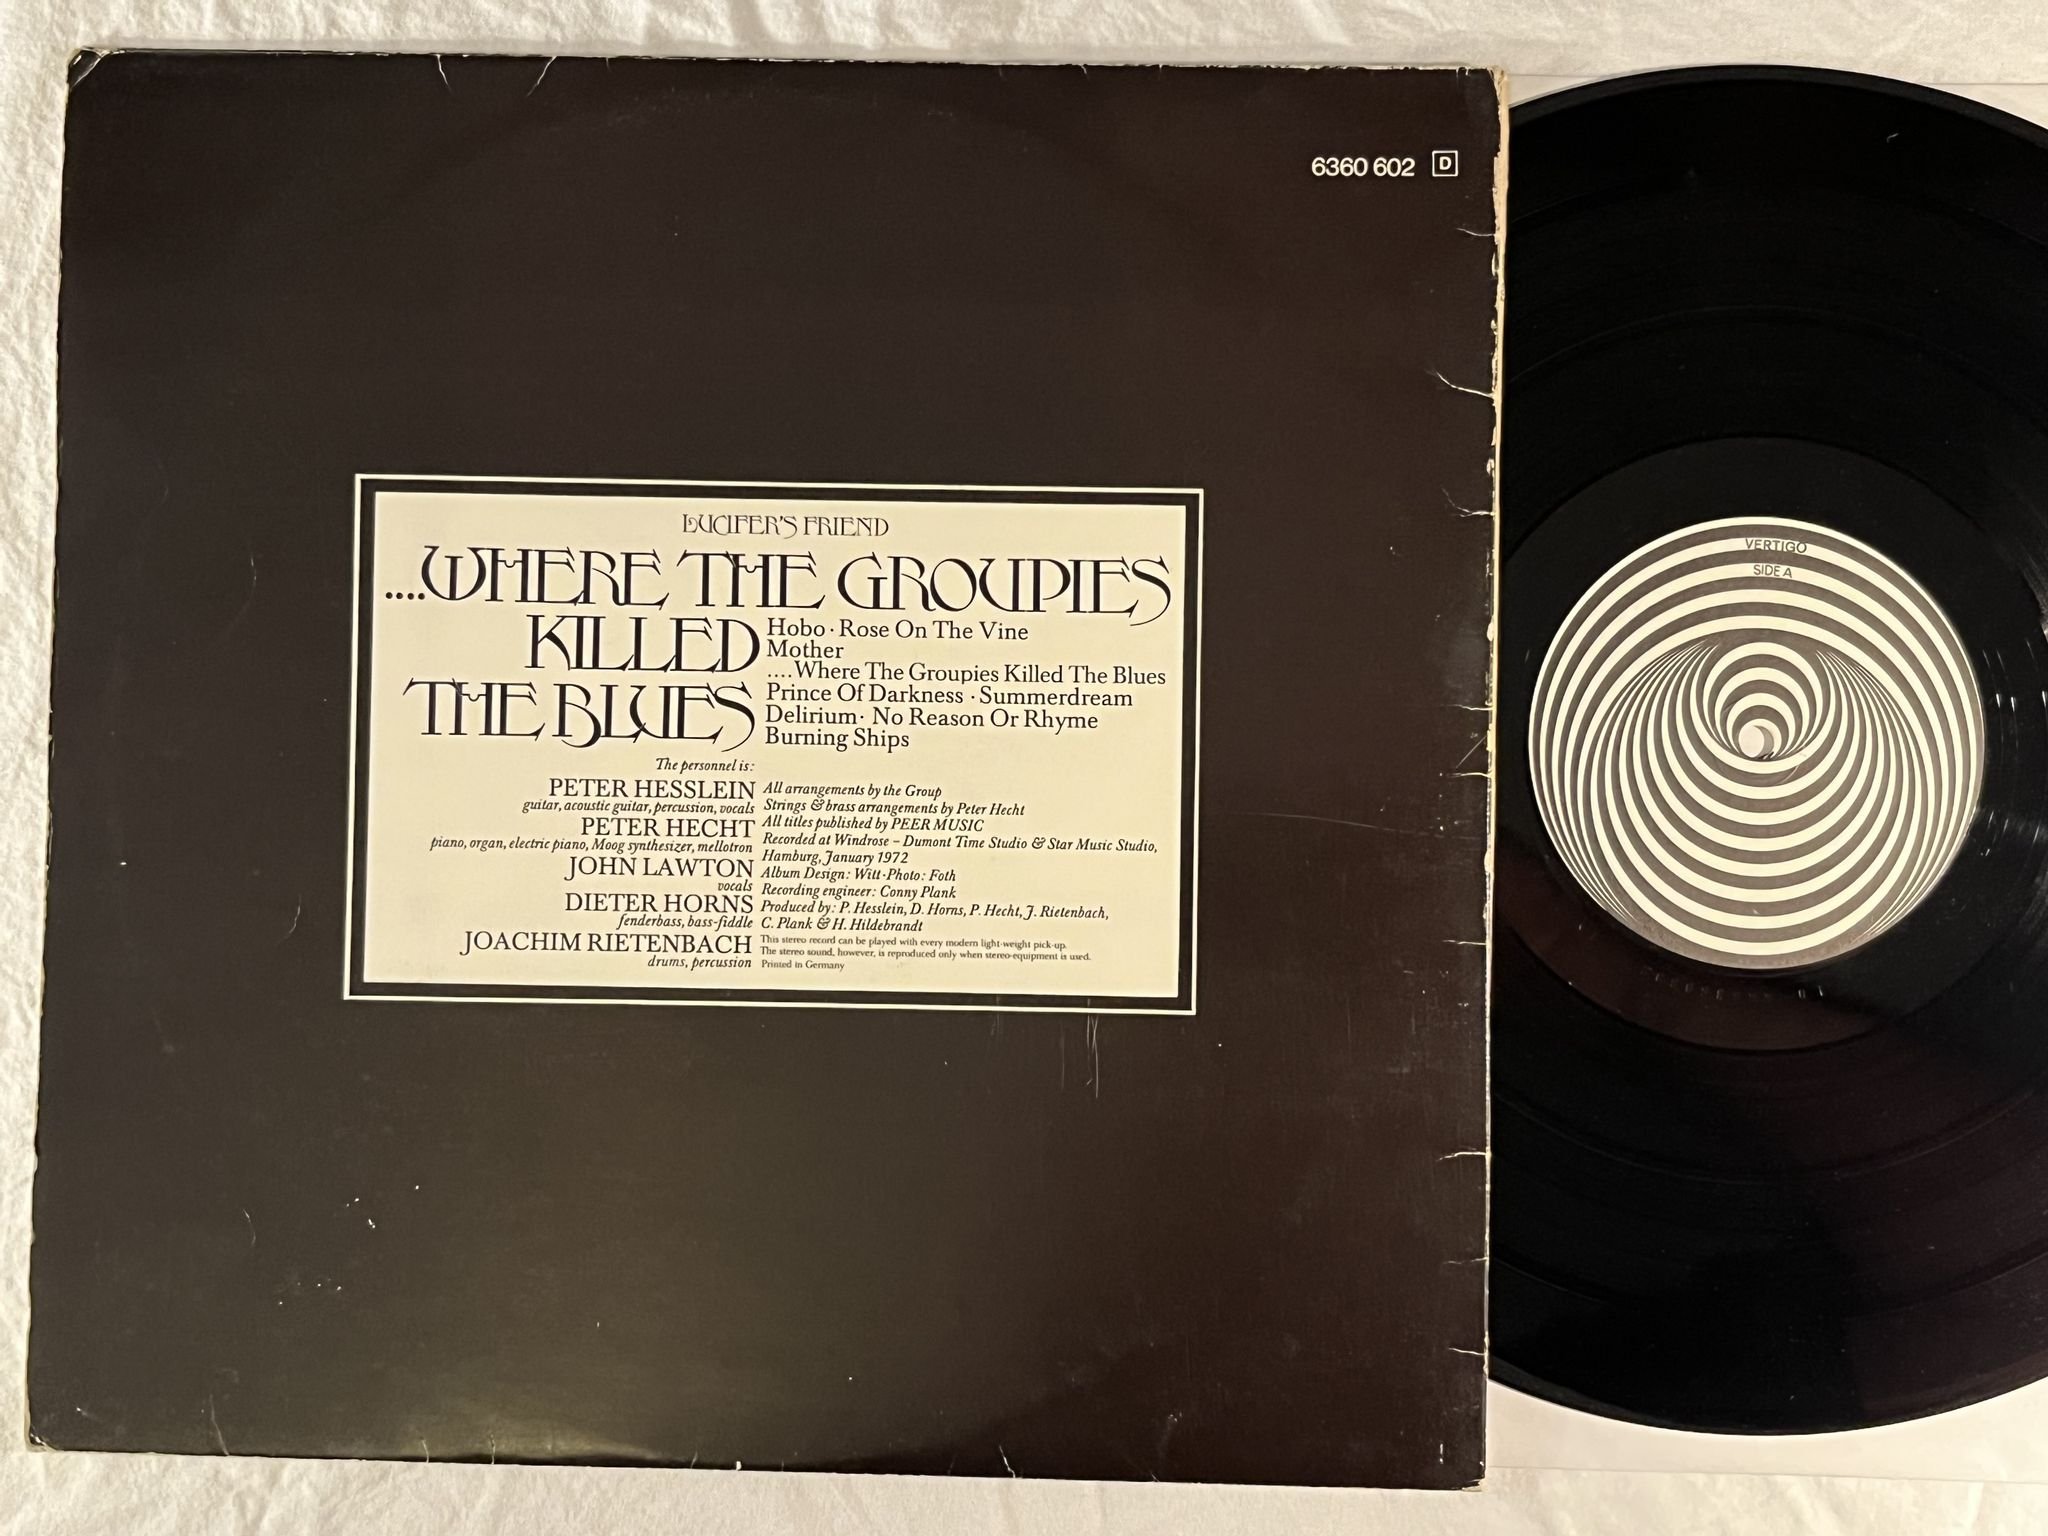 6360 602 D
LUCIFER'S FRIEND
....WHERE THE GROUPIES
KILLED
THE BLUES
Hobo · Rose On The Vine
Mother
....Where The Groupies Killed The Blues
Prince Of Darkness · Summerdream
Delirium · No Reason Or Rhyme
Burning Ships
The personnel is:
PETER HESSLEIN
guitar, acoustic guitar, percussion, vocals
PETER HECHT
piano, organ, electric piano, Moog synthesizer, mellotron
JOHN LAWTON
vocals
DIETER HORNS
fenderbass, bass-fiddle
JOACHIM RIETENBACH
drums, percussion
All arrangements by the Group
Strings & brass arrangements by Peter Hecht
All titles published by PEER MUSIC
Recorded at Windrose – Dumont Time Studio & Star Music Studio,
Hamburg, January 1972
Album Design: Witt · Photo: Foth
Recording engineer: Conny Plank
Produced by: P. Hesslein, D. Horns, P. Hecht, J. Rietenbach,
C. Plank & H. Hildebrandt
This stereo record can be played with every modern light-weight pick-up.
The stereo sound, however, is reproduced only when stereo-equipment is used.
Printed in Germany
VERTIGO
SIDE A